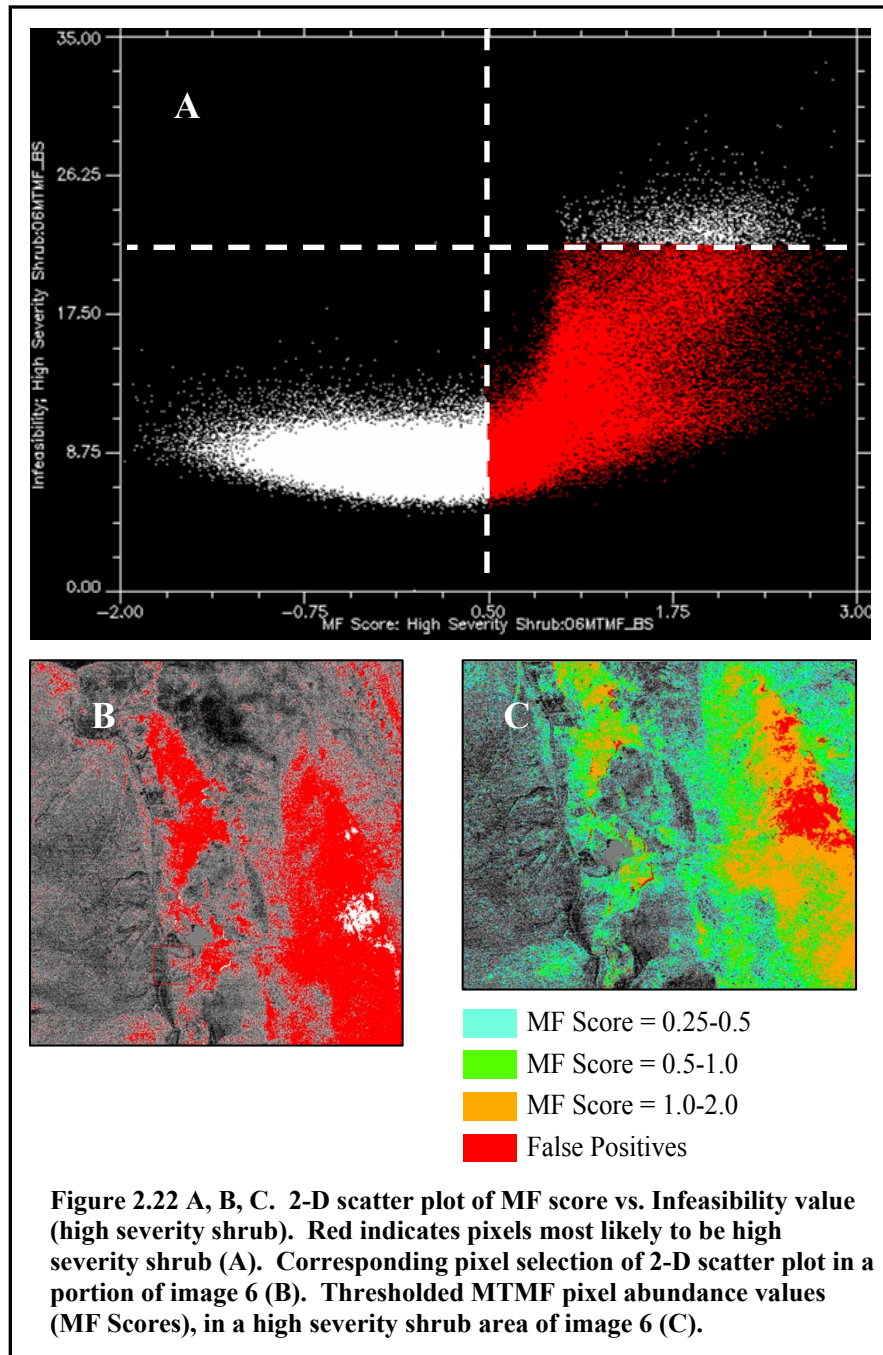 35.00
A
26.25
17.50
8.75
0.00
Infeasibility; High Severity Shrub:06MTMF_BS
−2.00 −0.75 0.50 1.75 3.00
MF Score: High Severity Shrub:06MTMF_BS
B
C
MF Score = 0.25-0.5
MF Score = 0.5-1.0
MF Score = 1.0-2.0
False Positives
Figure 2.22 A, B, C. 2-D scatter plot of MF score vs. Infeasibility value
(high severity shrub). Red indicates pixels most likely to be high
severity shrub (A). Corresponding pixel selection of 2-D scatter plot in a
portion of image 6 (B). Thresholded MTMF pixel abundance values
(MF Scores), in a high severity shrub area of image 6 (C).